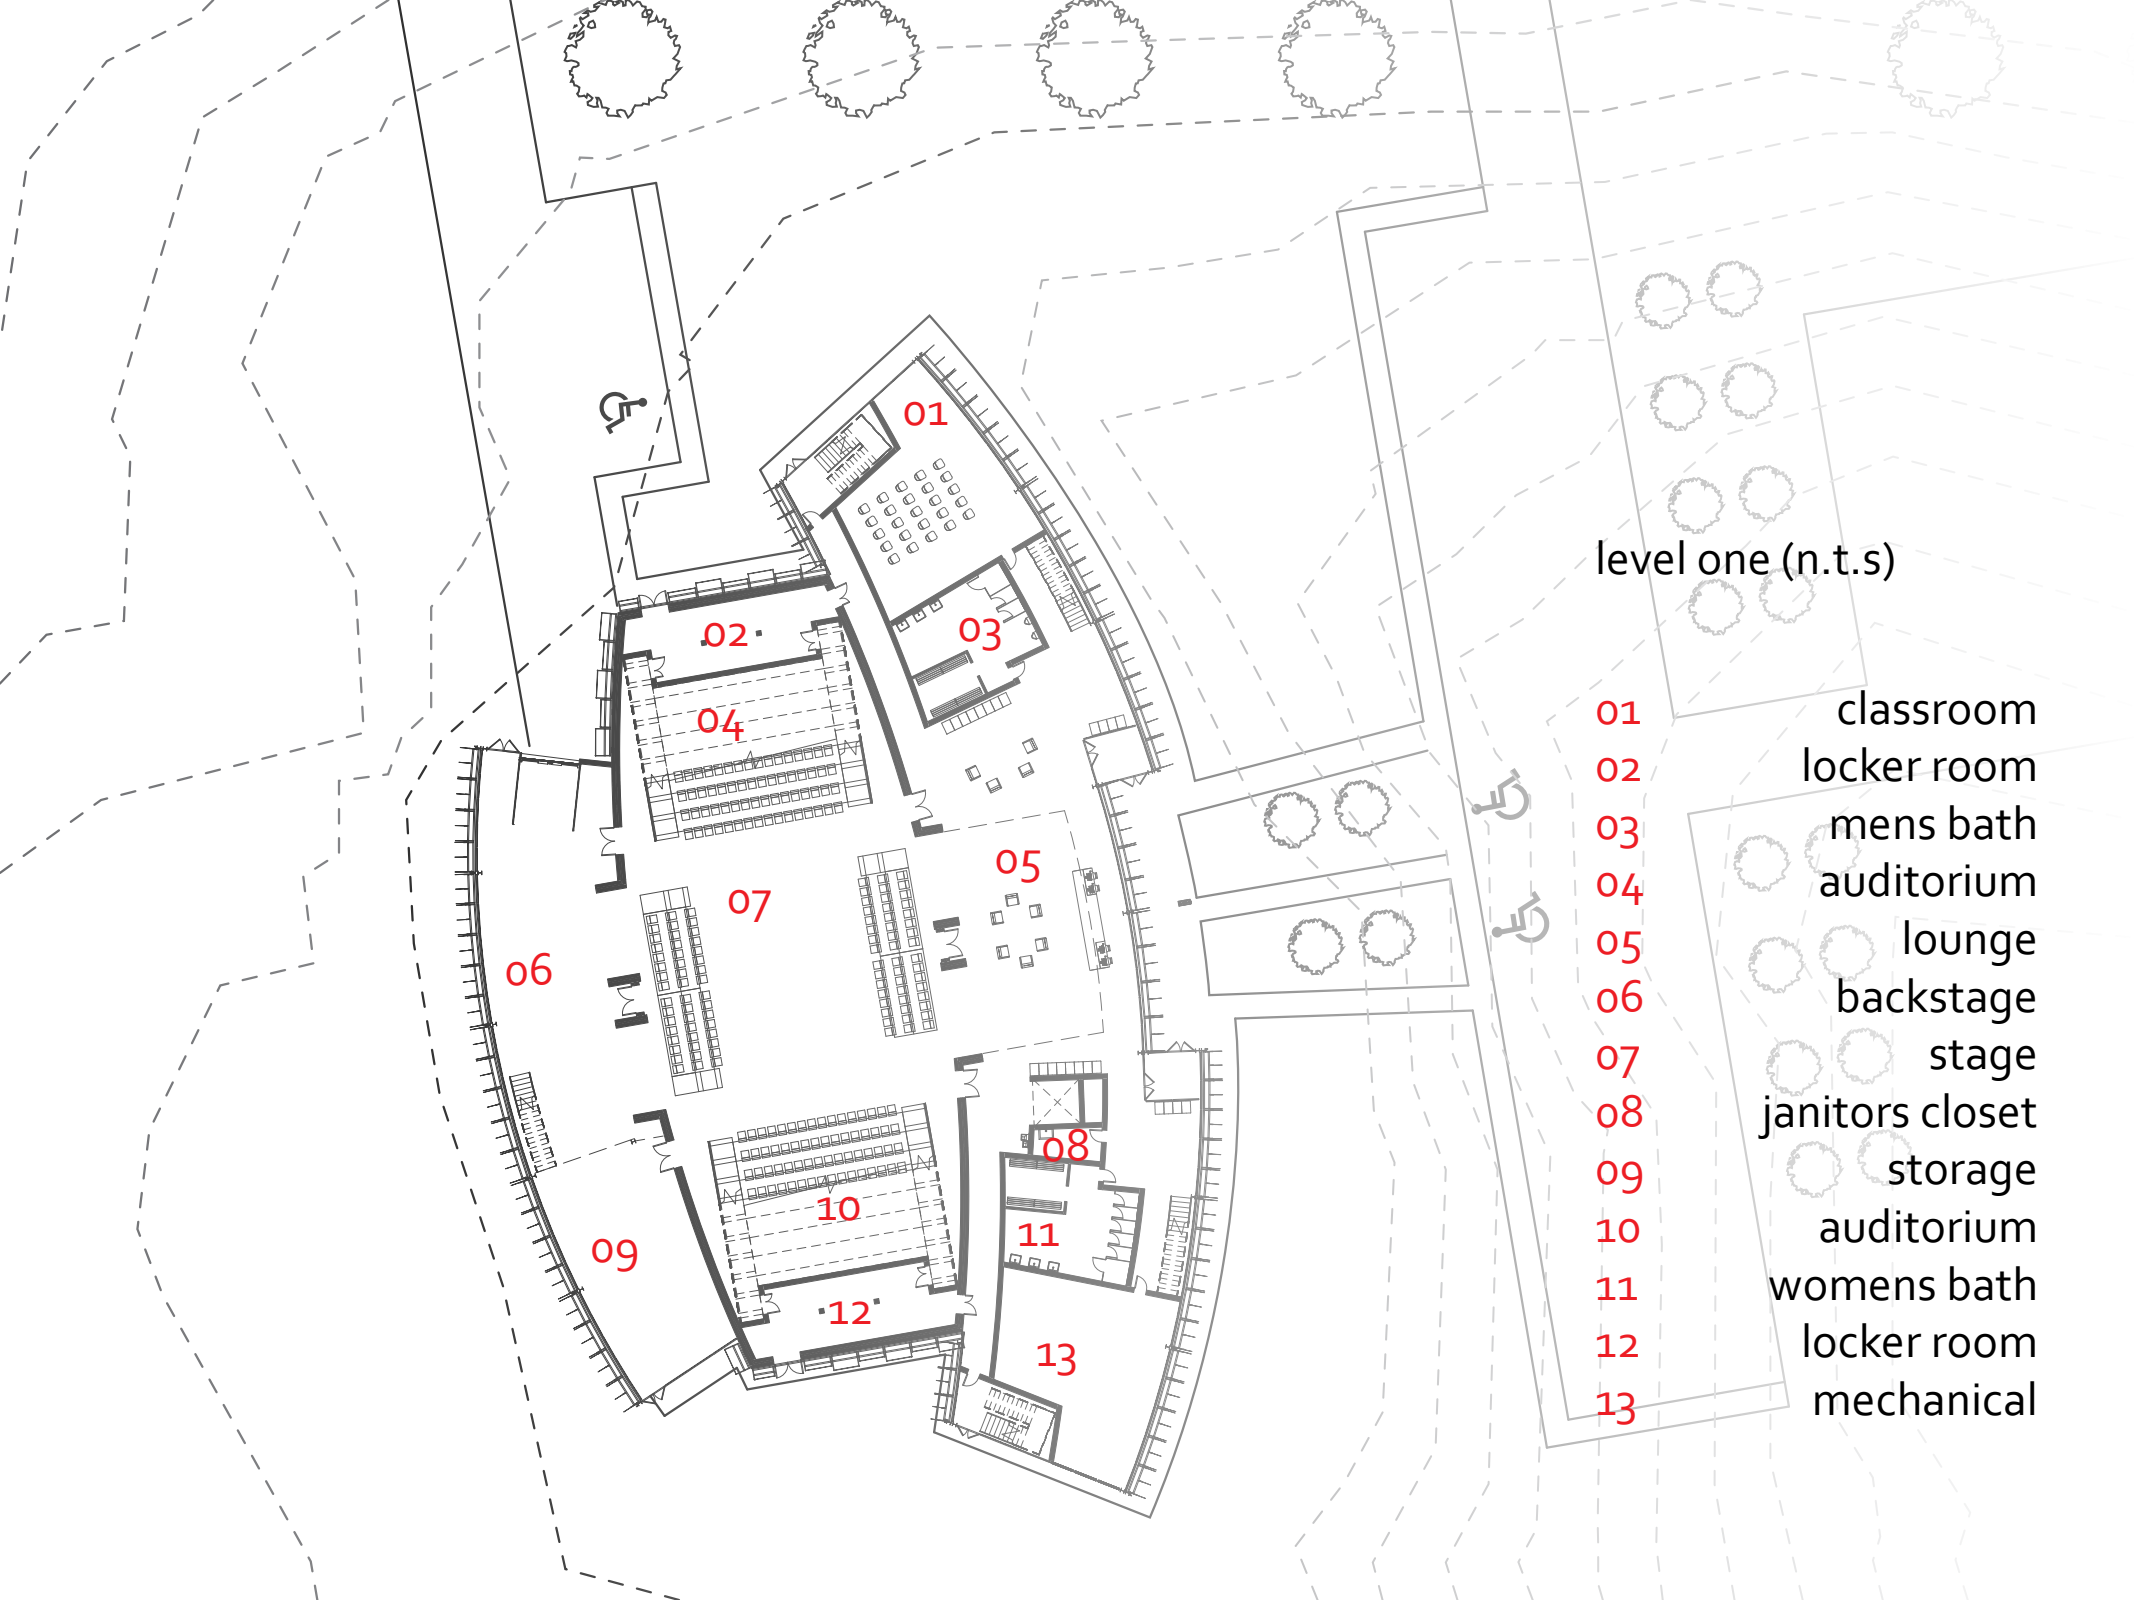 01
02
03
04
05
07
06
08
10
11
09
12
13
level one (n.t.s)
01 classroom
02 locker room
03 mens bath
04 auditorium
05 lounge
06 backstage
07 stage
08 janitors closet
09 storage
10 auditorium
11 womens bath
12 locker room
13 mechanical